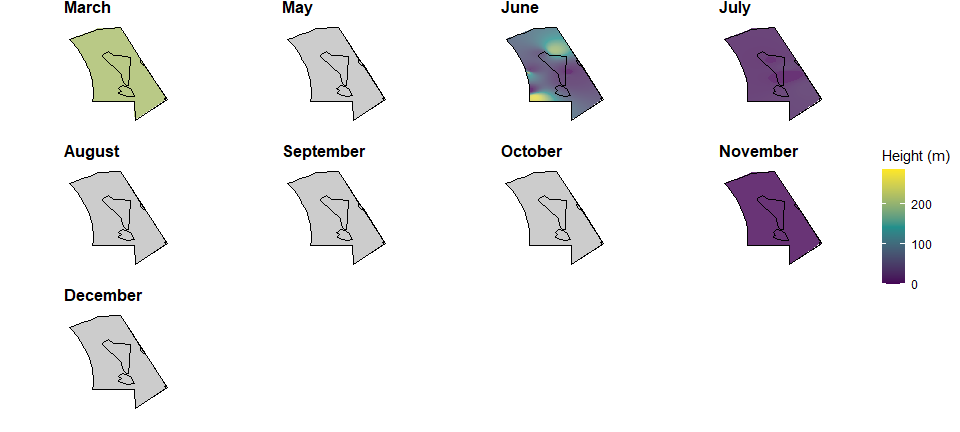 March
May
June
July
August
September
October
November
Height (m)
200
100
0
December